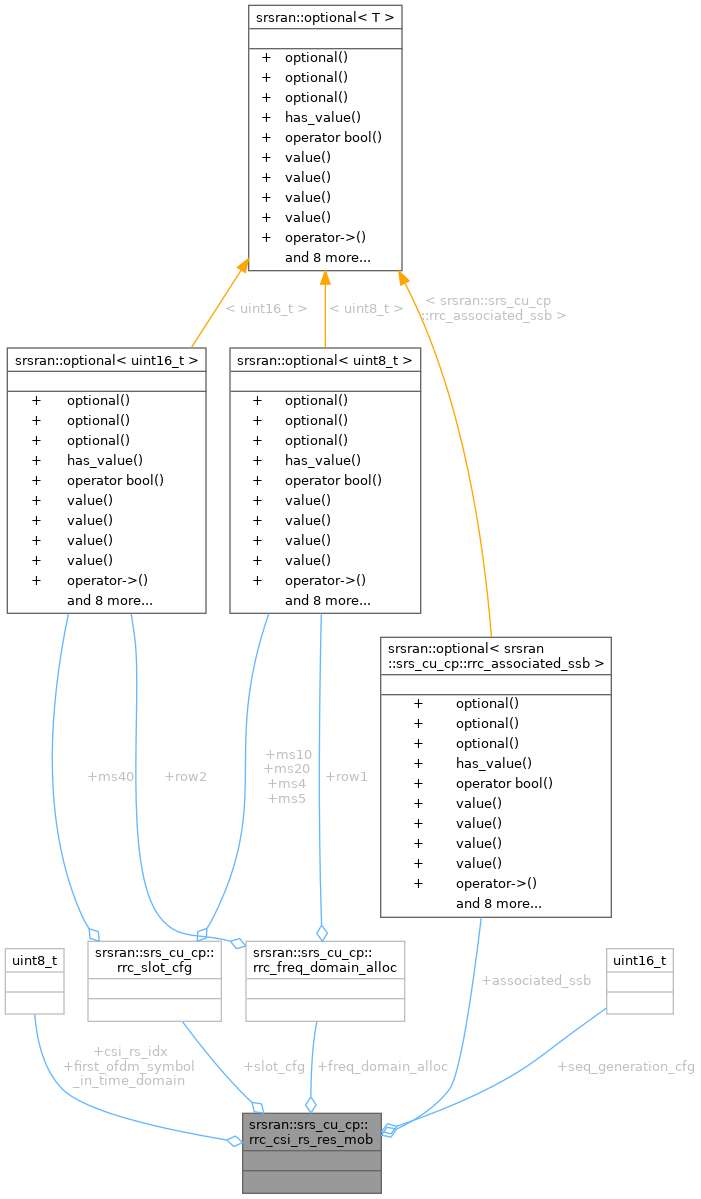 srsran::optional< T >
+ optional()
+ optional()
+ optional()
+ has_value()
+ operator bool()
+ value()
+ value()
+ value()
+ value()
+ operator->()
and 8 more...
< uint16_t >
< uint8_t >
< srsran::srs_cu_cp
::rrc_associated_ssb >
srsran::optional< uint16_t >
+ optional()
+ optional()
+ optional()
+ has_value()
+ operator bool()
+ value()
+ value()
+ value()
+ value()
+ operator->()
and 8 more...
srsran::optional< uint8_t >
+ optional()
+ optional()
+ optional()
+ has_value()
+ operator bool()
+ value()
+ value()
+ value()
+ value()
+ operator->()
and 8 more...
srsran::optional< srsran
::srs_cu_cp::rrc_associated_ssb >
+ optional()
+ optional()
+ optional()
+ has_value()
+ operator bool()
+ value()
+ value()
+ value()
+ value()
+ operator->()
and 8 more...
+ms40
+row2
+ms10
+ms20
+ms4
+ms5
+row1
uint8_t
srsran::srs_cu_cp::
rrc_slot_cfg
srsran::srs_cu_cp::
rrc_freq_domain_alloc
uint16_t
+associated_ssb
+csi_rs_idx
+first_ofdm_symbol
_in_time_domain
+slot_cfg
+freq_domain_alloc
+seq_generation_cfg
srsran::srs_cu_cp::
rrc_csi_rs_res_mob